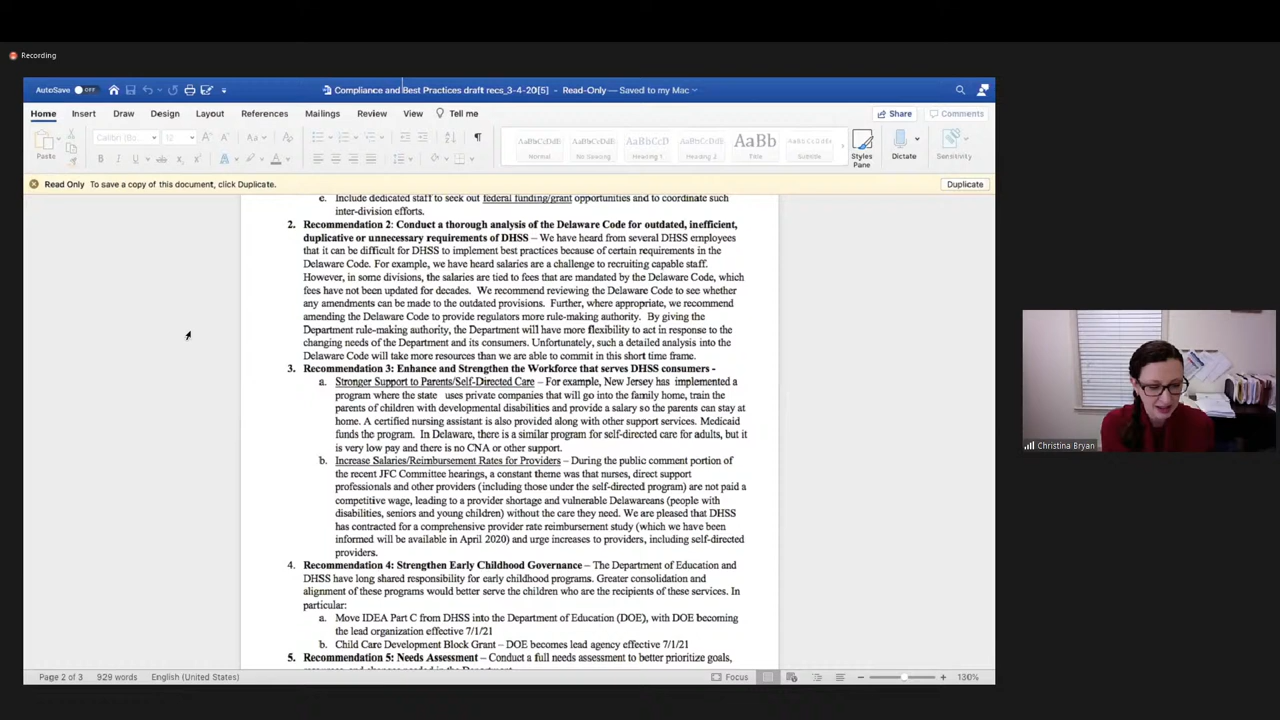 Recording
AutoSave OFF
Compliance and Best Practices draft recs_3-4-20[5] - Read-Only — Saved to my Mac
Home Insert Draw Design Layout References Mailings Review View Tell me Share Comments
Paste
Calibri (Bo... 12
AaBbCcDdEe AaBbCcDdEe AaBbCcD AaBbCcDdE AaBb AaBbCcDdEe
Normal No Spacing Heading 1 Heading 2 Title Subtitle
Styles Pane
Dictate
Sensitivity
Read Only To save a copy of this document, click Duplicate. Duplicate
Include dedicated staff to seek out federal funding/grant opportunities and to coordinate such
inter-division efforts.
2. Recommendation 2: Conduct a thorough analysis of the Delaware Code for outdated, inefficient,
duplicative or unnecessary requirements of DHSS – We have heard from several DHSS employees
that it can be difficult for DHSS to implement best practices because of certain requirements in the
Delaware Code. For example, we have heard salaries are a challenge to recruiting capable staff.
However, in some divisions, the salaries are tied to fees that are mandated by the Delaware Code, which
fees have not been updated for decades. We recommend reviewing the Delaware Code to see whether
any amendments can be made to the outdated provisions. Further, where appropriate, we recommend
amending the Delaware Code to provide regulators more rule-making authority. By giving the
Department rule-making authority, the Department will have more flexibility to act in response to the
changing needs of the Department and its consumers. Unfortunately, such a detailed analysis into the
Delaware Code will take more resources than we are able to commit in this short time frame.
3. Recommendation 3: Enhance and Strengthen the Workforce that serves DHSS consumers -
a. Stronger Support to Parents/Self-Directed Care – For example, New Jersey has implemented a
program where the state uses private companies that will go into the family home, train the
parents of children with developmental disabilities and provide a salary so the parents can stay at
home. A certified nursing assistant is also provided along with other support services. Medicaid
funds the program. In Delaware, there is a similar program for self-directed care for adults, but it
is very low pay and there is no CNA or other support.
b. Increase Salaries/Reimbursement Rates for Providers – During the public comment portion of
the recent JFC Committee hearings, a constant theme was that nurses, direct support
professionals and other providers (including those under the self-directed program) are not paid a
competitive wage, leading to a provider shortage and vulnerable Delawareans (people with
disabilities, seniors and young children) without the care they need. We are pleased that DHSS
has contracted for a comprehensive provider rate reimbursement study (which we have been
informed will be available in April 2020) and urge increases to providers, including self-directed
providers.
4. Recommendation 4: Strengthen Early Childhood Governance – The Department of Education and
DHSS have long shared responsibility for early childhood programs. Greater consolidation and
alignment of these programs would better serve the children who are the recipients of these services. In
particular:
a. Move IDEA Part C from DHSS into the Department of Education (DOE), with DOE becoming
the lead organization effective 7/1/21
b. Child Care Development Block Grant – DOE becomes lead agency effective 7/1/21
5. Recommendation 5: Needs Assessment – Conduct a full needs assessment to better prioritize goals,
Page 2 of 3 929 words English (United States) Focus 130%
Christina Bryan